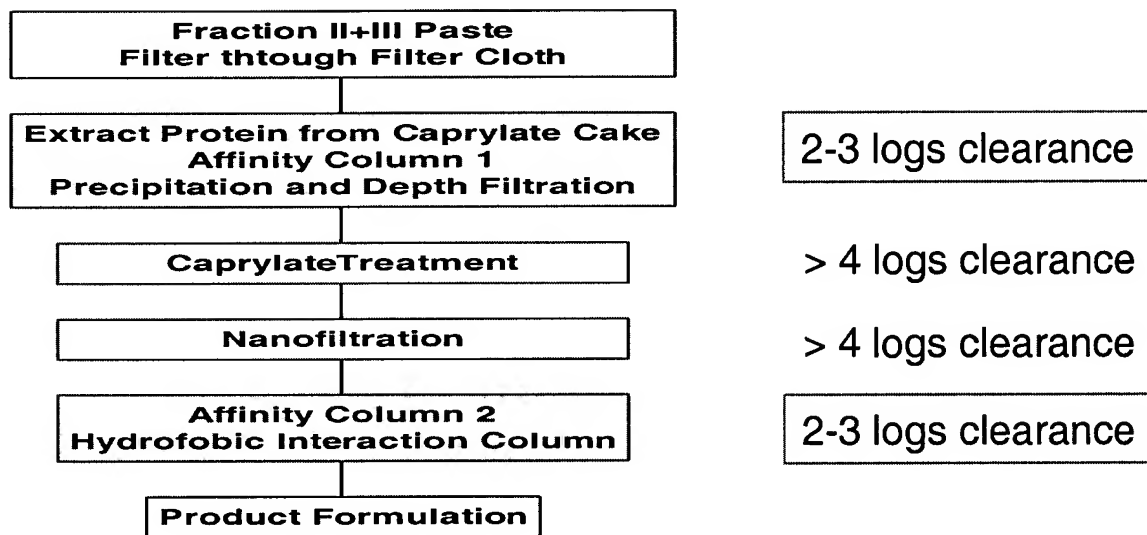 Fraction II+III Paste
Filter thtough Filter Cloth
Extract Protein from Caprylate Cake
Affinity Column 1
Precipitation and Depth Filtration
2-3 logs clearance
CaprylateTreatment
> 4 logs clearance
Nanofiltration
> 4 logs clearance
Affinity Column 2
Hydrofobic Interaction Column
2-3 logs clearance
Product Formulation